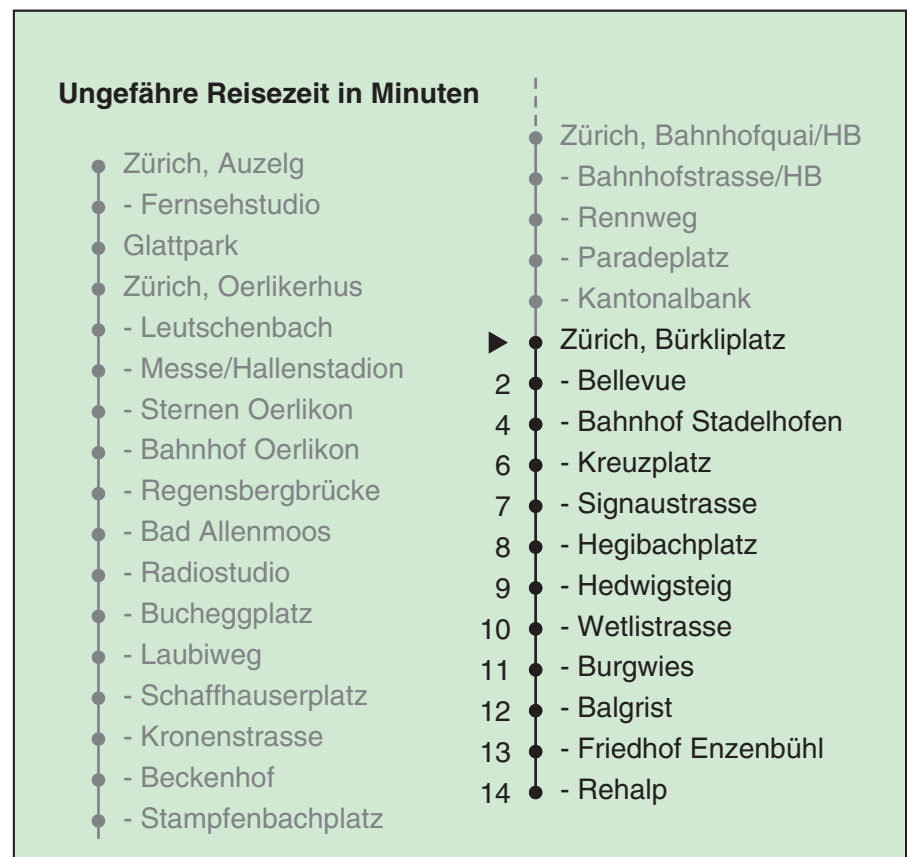 Ungefähre Reisezeit in Minuten
Zürich, Auzelg
- Fernsehstudio
Glattpark
Zürich, Oerlikerhus
- Leutschenbach
- Messe/Hallenstadion
- Sternen Oerlikon
- Bahnhof Oerlikon
- Regensbergbrücke
- Bad Allenmoos
- Radiostudio
- Bucheggplatz
- Laubiweg
- Schaffhauserplatz
- Kronenstrasse
- Beckenhof
- Stampfenbachplatz
Zürich, Bahnhofquai/HB
- Bahnhofstrasse/HB
- Rennweg
- Paradeplatz
- Kantonalbank
Zürich, Bürkliplatz
2 - Bellevue
4 - Bahnhof Stadelhofen
6 - Kreuzplatz
7 - Signaustrasse
8 - Hegibachplatz
9 - Hedwigsteig
10 - Wetlistrasse
11 - Burgwies
12 - Balgrist
13 - Friedhof Enzenbühl
14 - Rehalp